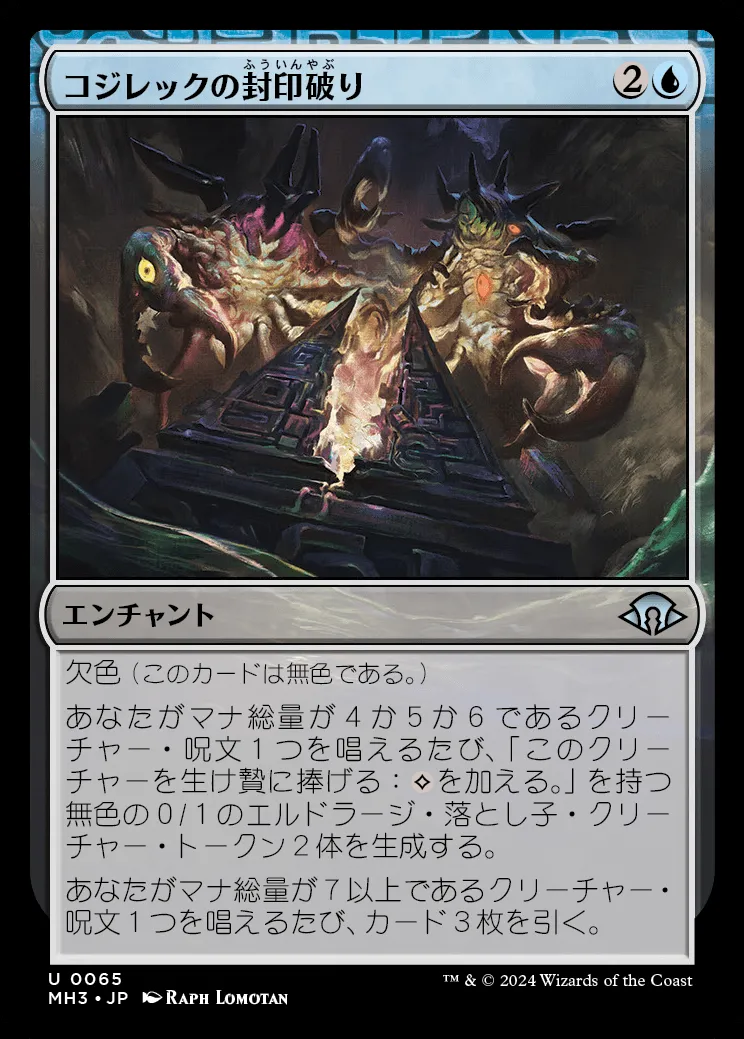 ふういんやぶ
コジレックの封印破り 2
エンチャント
欠色（このカードは無色である。）
あなたがマナ総量が４か５か６であるクリー
チャー・呪文１つを唱えるたび、「このクリー
チャーを生け贄に捧げる：を加える。」を持つ
無色の０/１のエルドラージ・落とし子・クリー
チャー・トークン２体を生成する。
あなたがマナ総量が７以上であるクリーチャー・
呪文１つを唱えるたび、カード３枚を引く。
U 0065
MH3 • JP Raph Lomotan
™ & © 2024 Wizards of the Coast